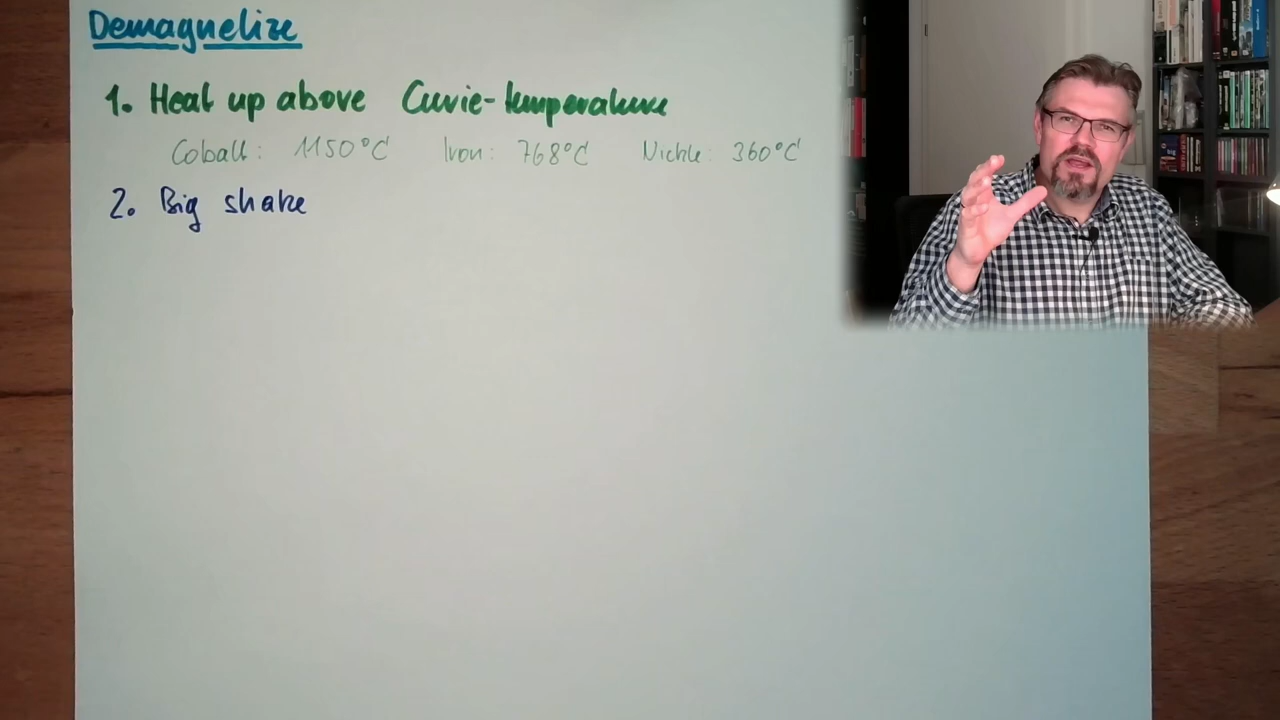 Demagnetize
1. Heat up above Curie-temperature
Cobalt: 1150°C Iron: 768°C Nickle: 360°C
2. Big shake